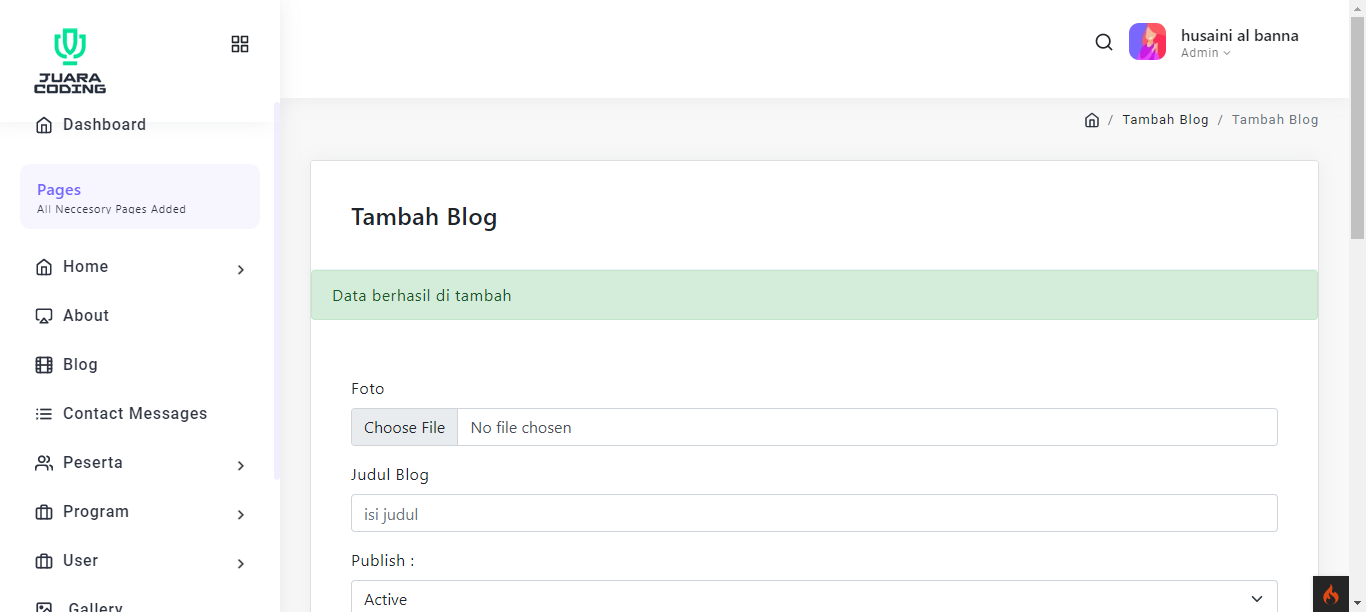 JUARA
CODING
husaini al banna
Admin
Dashboard
/ Tambah Blog / Tambah Blog
Pages
All Neccesory Pages Added
Tambah Blog
Home
Data berhasil di tambah
About
Blog
Foto
Contact Messages
Choose File No file chosen
Peserta
Judul Blog
Program
isi judul
User
Publish :
Active
Gallery